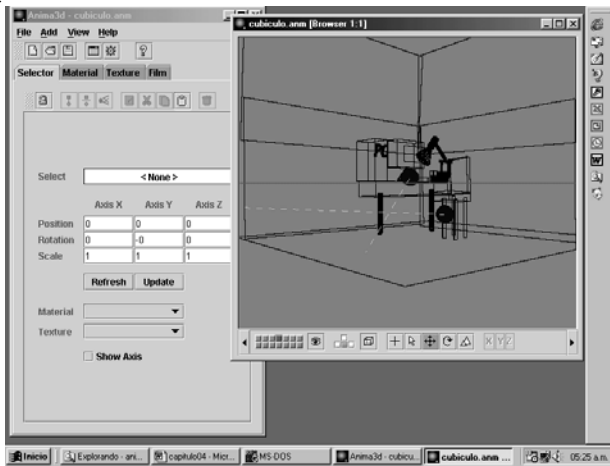 Anima3d - cubiculo.anm
File Add View Help
Selector Material Texture Film
a
Select < None >
Axis X Axis Y Axis Z
Position 0 0 0
Rotation 0 -0 0
Scale 1 1 1
Refresh Update
Material
Texture
Show Axis
cubiculo.anm [Browser 1:1]
PC
X Y Z
W
Inicio Explorando - ani... capitulo04 - Micr... MS-DOS Anima3d - cubicu... cubiculo.anm ... 05:25 a.m.